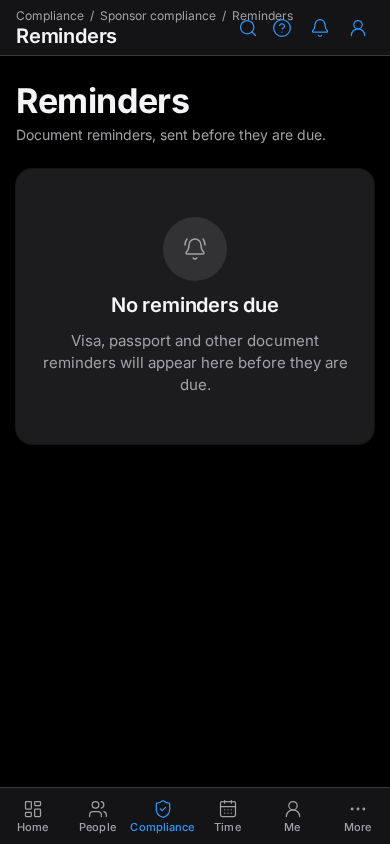 Compliance / Sponsor compliance / Reminders
Reminders
Reminders
Document reminders, sent before they are due.
No reminders due
Visa, passport and other document
reminders will appear here before they are
due.
Home People Compliance Time Me More